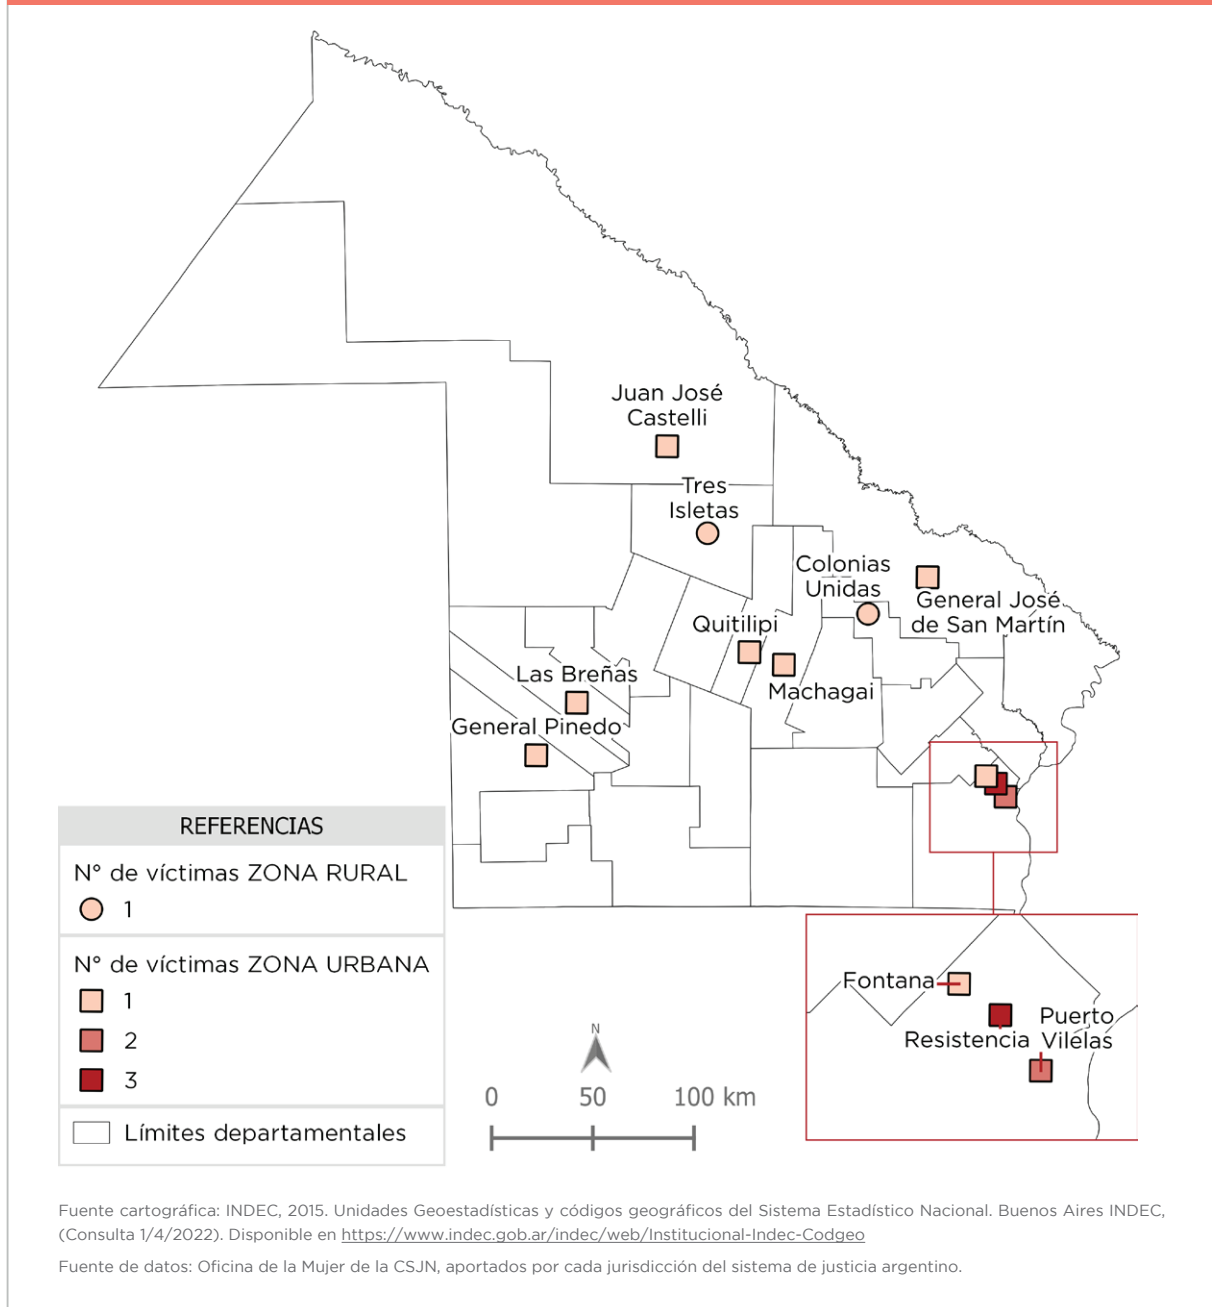 Juan José
Castelli
Tres
Isletas
Colonias
Unidas
General José
de San Martín
Quitilipi
Machagai
Las Breñas
General Pinedo
REFERENCIAS
N° de víctimas ZONA RURAL
1
N° de víctimas ZONA URBANA
1
2
3
Límites departamentales
N
0 50 100 km
Fontana
Resistencia
Puerto
Vilelas
Fuente cartográfica: INDEC, 2015. Unidades Geoestadísticas y códigos geográficos del Sistema Estadístico Nacional. Buenos Aires INDEC,
(Consulta 1/4/2022). Disponible en https://www.indec.gob.ar/indec/web/Institucional-Indec-Codgeo
Fuente de datos: Oficina de la Mujer de la CSJN, aportados por cada jurisdicción del sistema de justicia argentino.